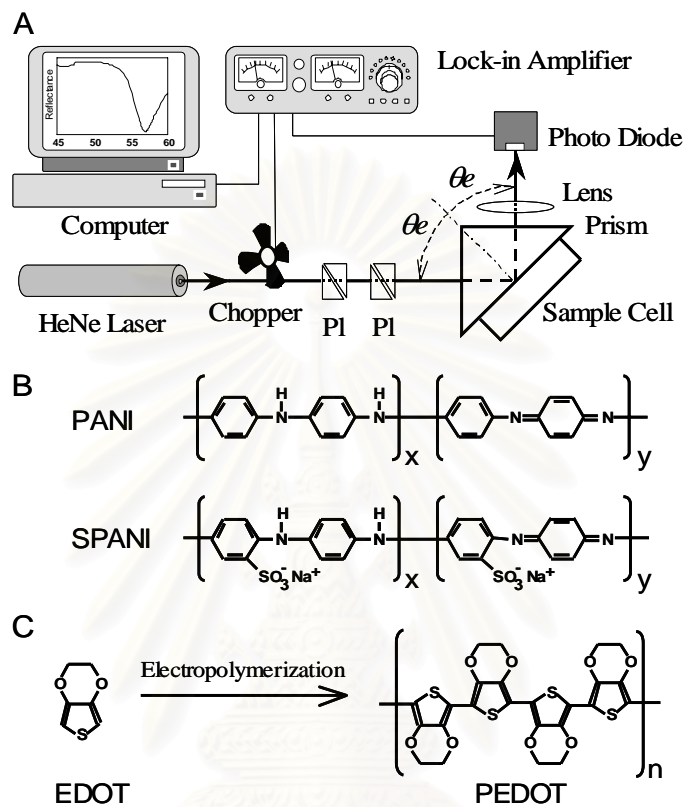 A
Lock-in Amplifier
Reflectance
45 50 55 60
Photo Diode
θe
Lens
Computer
θe
Prism
HeNe Laser
Chopper
Pl Pl
Sample Cell
B
PANI
H H
N N N N
x y
SPANI
H H
N N N N
SO₃⁻Na⁺ SO₃⁻Na⁺
x y
C
Electropolymerization
O O O O O O
S S S S
S
O O O O
n
EDOT PEDOT